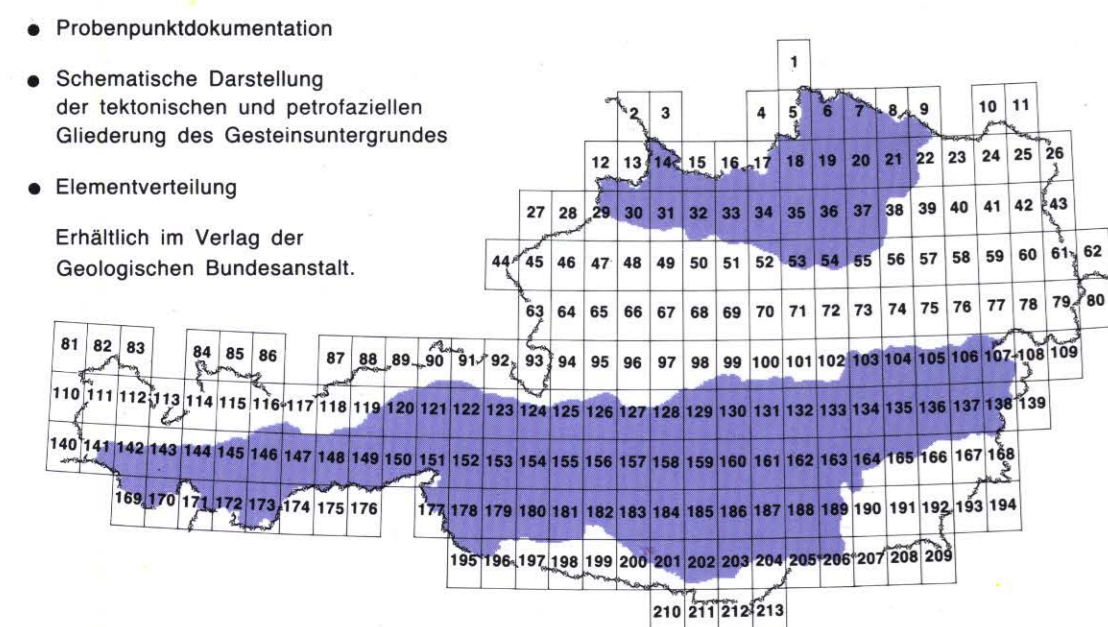 ● Probenpunktdokumentation
● Schematische Darstellung
der tektonischen und petrofaziellen
Gliederung des Gesteinsuntergrundes
● Elementverteilung
Erhältlich im Verlag der
Geologischen Bundesanstalt.
1
2 3 4 5 6 7 8 9 10 11
12 13 14 15 16 17 18 19 20 21 22 23 24 25 26
27 28 29 30 31 32 33 34 35 36 37 38 39 40 41 42 43
44 45 46 47 48 49 50 51 52 53 54 55 56 57 58 59 60 61 62
63 64 65 66 67 68 69 70 71 72 73 74 75 76 77 78 79 80
81 82 83 84 85 86 87 88 89 90 91 92 93 94 95 96 97 98 99 100 101 102 103 104 105 106 107 108 109
110 111 112 113 114 115 116 117 118 119 120 121 122 123 124 125 126 127 128 129 130 131 132 133 134 135 136 137 138 139
140 141 142 143 144 145 146 147 148 149 150 151 152 153 154 155 156 157 158 159 160 161 162 163 164 165 166 167 168
169 170 171 172 173 174 175 176 177 178 179 180 181 182 183 184 185 186 187 188 189 190 191 192 193 194
195 196 197 198 199 200 201 202 203 204 205 206 207 208 209
210 211 212 213